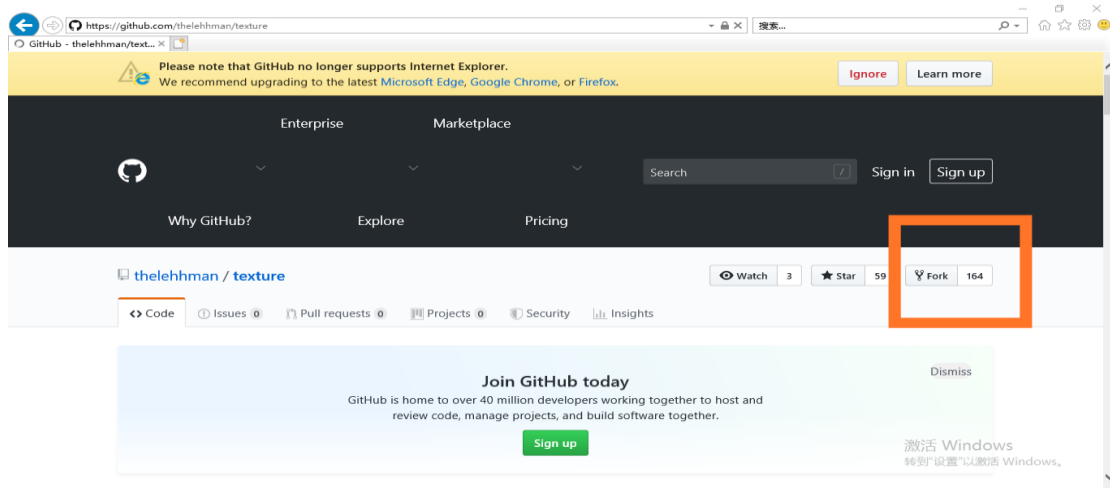 https://github.com/thelehhman/texture
搜索...
GitHub - thelehhman/text...
Please note that GitHub no longer supports Internet Explorer.
We recommend upgrading to the latest Microsoft Edge, Google Chrome, or Firefox.
Ignore
Learn more
Enterprise
Marketplace
Search /
Sign in
Sign up
Why GitHub?
Explore
Pricing
thelehhman / texture
Watch 3
Star 59
Fork 164
Code
Issues 0
Pull requests 0
Projects 0
Security
Insights
Dismiss
Join GitHub today
GitHub is home to over 40 million developers working together to host and
review code, manage projects, and build software together.
Sign up
激活 Windows
转到"设置"以激活 Windows。